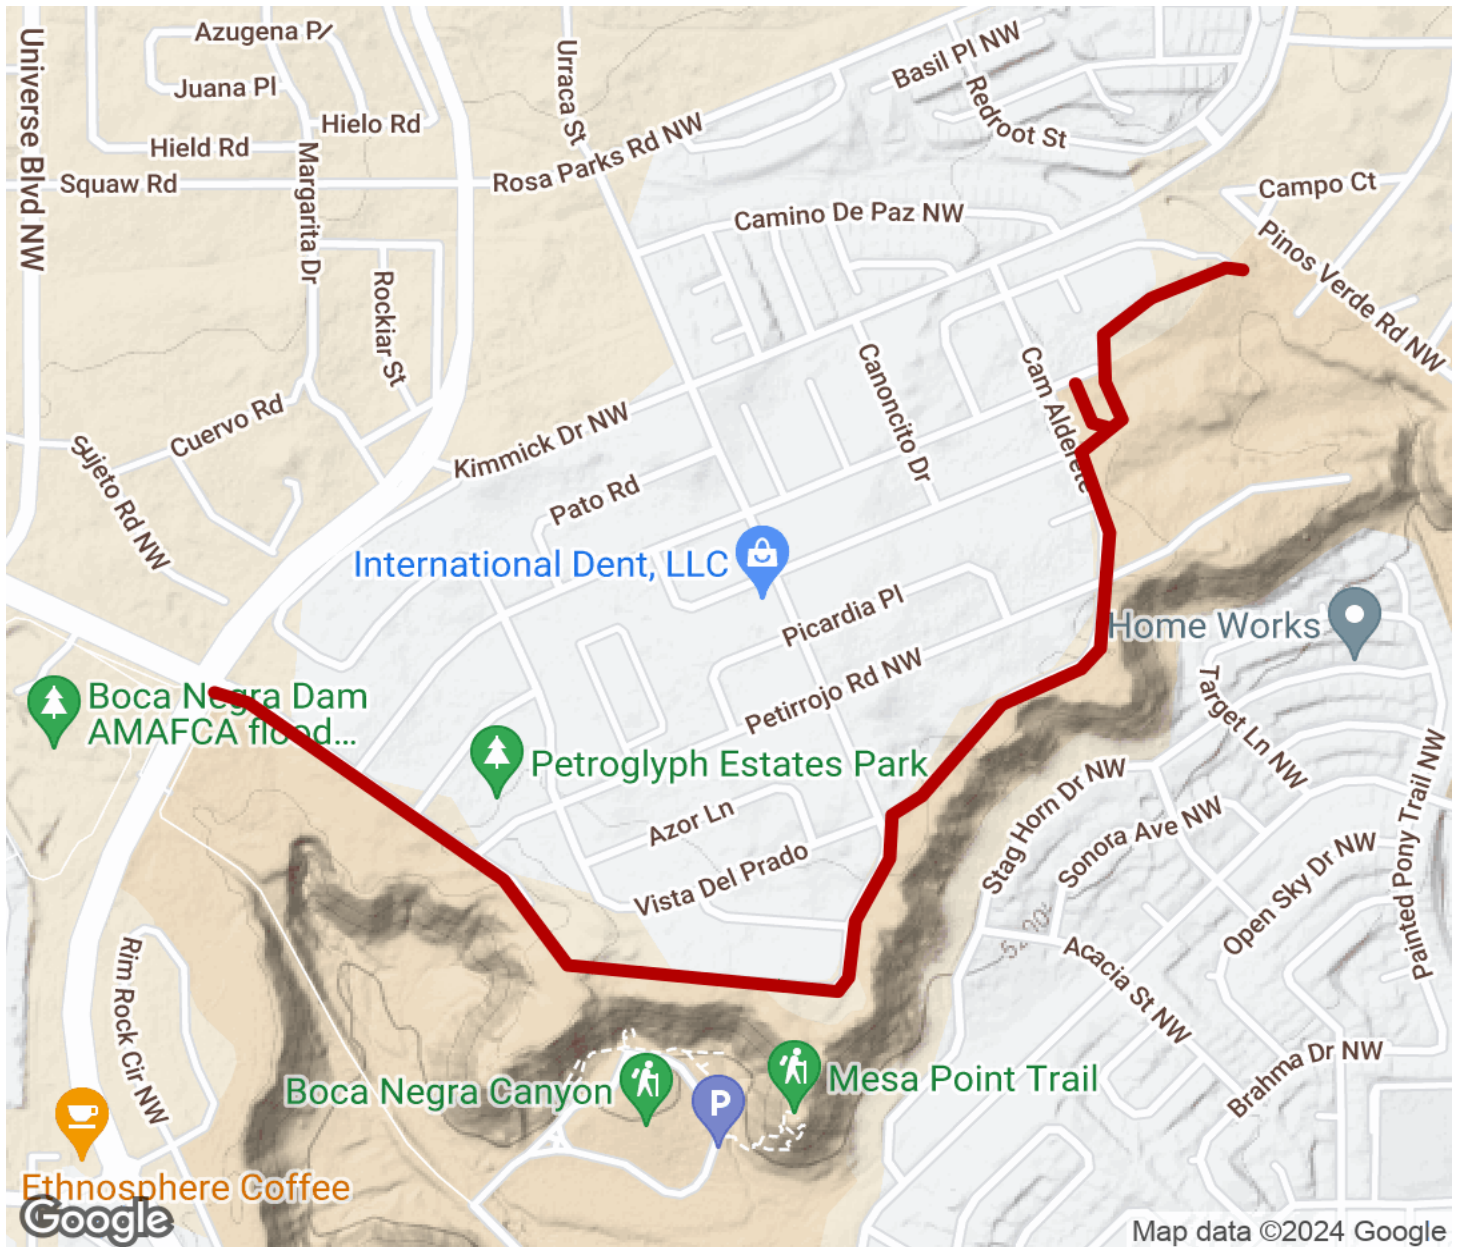 Azugena P
Juana Pl
Hielo Rd
Hield Rd
Squaw Rd
Universe Blvd NW
Margarita Dr
Urraca St
Rosa Parks Rd NW
Basil Pl NW
Redroot St
Campo Ct
Pinos Verde Rd NW
Camino De Paz NW
Rockiar St
Cuervo Rd
Sujeto Rd NW
Kimmick Dr NW
Pato Rd
Canoncito Dr
Cam Alderete
International Dent, LLC
Picardia Pl
Petirrojo Rd NW
Home Works
Target Ln NW
Boca Negra Dam
AMAFCA flood...
Petroglyph Estates Park
Azor Ln
Vista Del Prado
Stag Horn Dr NW
Sonora Ave NW
Open Sky Dr NW
Painted Pony Trail NW
5200
Acacia St NW
Brahma Dr NW
Rim Rock Cir NW
Boca Negra Canyon
P
Mesa Point Trail
Ethnosphere Coffee
Google
Map data ©2024 Google